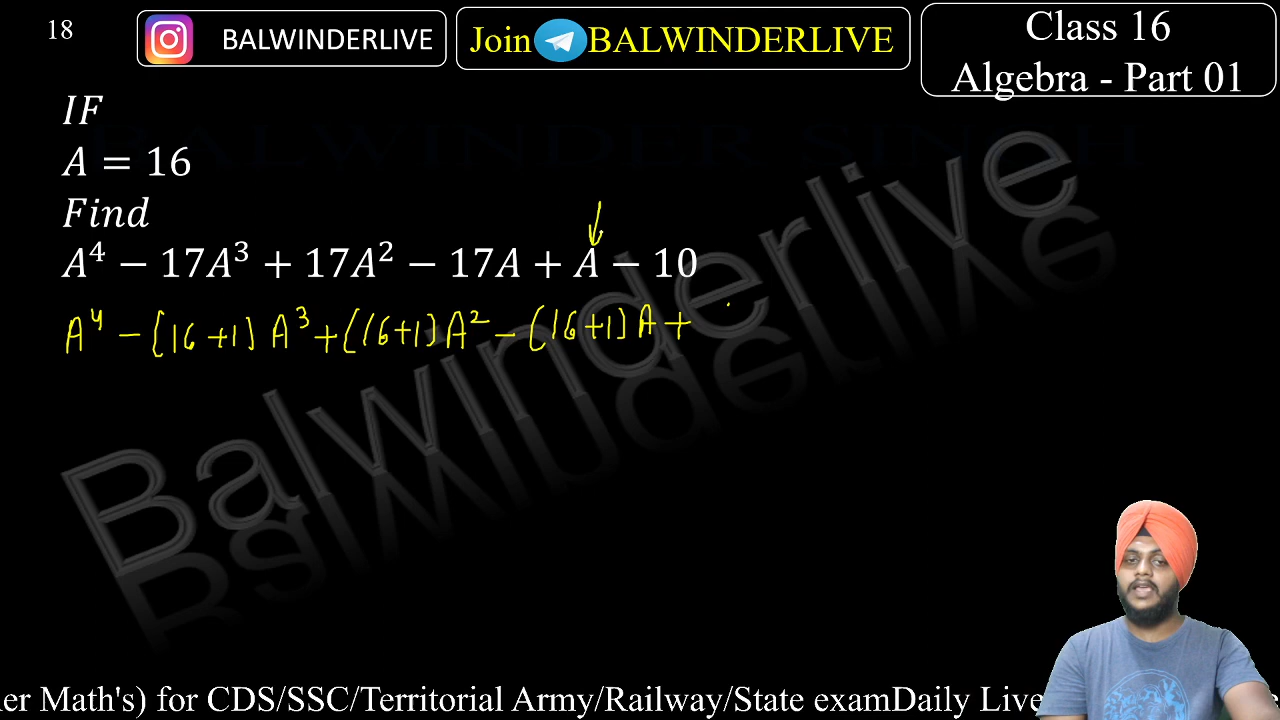 18
BALWINDERLIVE
Join BALWINDERLIVE
Class 16
Algebra - Part 01
IF
A = 16
Find
A⁴ − 17A³ + 17A² − 17A + A − 10
A⁴ − (16+1) A³ + (16+1) A² − (16+1) A +
BALWINDER SINGH
Balwinderlive
er Math's) for CDS/SSC/Territorial Army/Railway/State examDaily Live